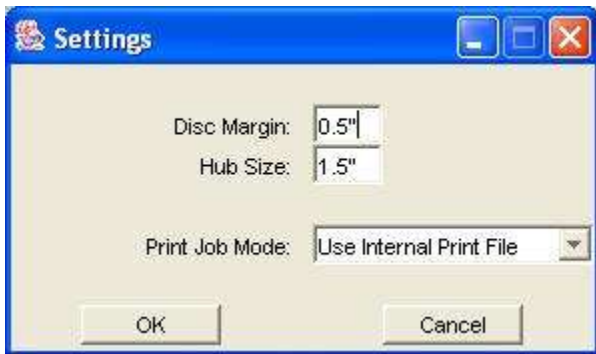 Settings
Disc Margin: 0.5"
Hub Size: 1.5"
Print Job Mode: Use Internal Print File
OK Cancel